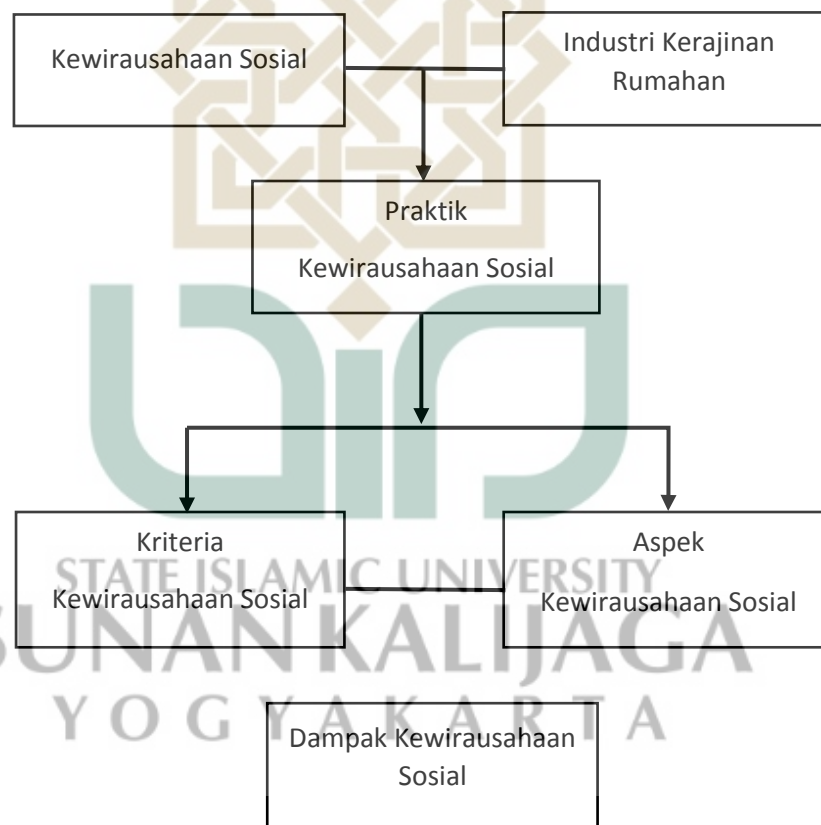 Kewirausahaan Sosial
Industri Kerajinan
Rumahan
Praktik
Kewirausahaan Sosial
Kriteria
Kewirausahaan Sosial
Aspek
Kewirausahaan Sosial
STATE ISLAMIC UNIVERSITY
SUNAN KALIJAGA
YOGYAKARTA
Dampak Kewirausahaan
Sosial